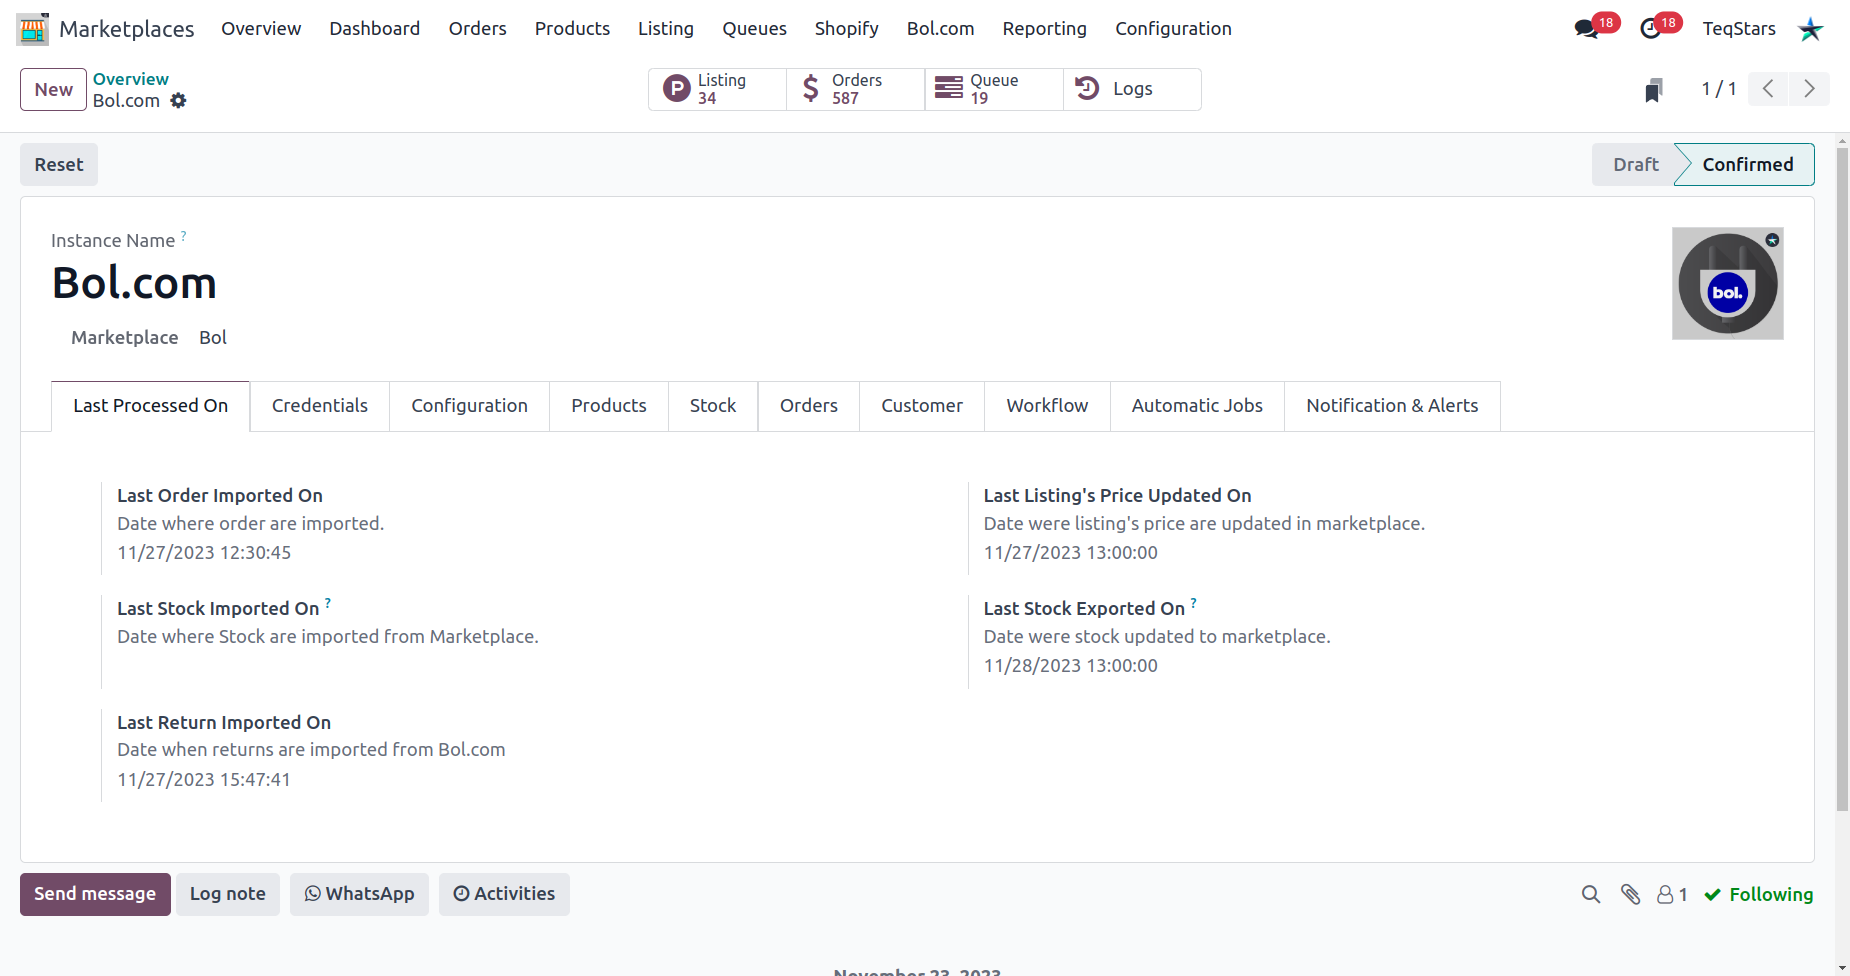 Marketplaces Overview Dashboard Orders Products Listing Queues Shopify Bol.com Reporting Configuration 18 18 TeqStars
New
Overview
Bol.com
Listing
34
Orders
587
Queue
19
Logs
1 / 1
Reset
Draft Confirmed
Instance Name ?
Bol.com
bol.
Marketplace Bol
Last Processed On Credentials Configuration Products Stock Orders Customer Workflow Automatic Jobs Notification & Alerts
Last Order Imported On
Date where order are imported.
11/27/2023 12:30:45
Last Listing's Price Updated On
Date were listing's price are updated in marketplace.
11/27/2023 13:00:00
Last Stock Imported On ?
Date where Stock are imported from Marketplace.
Last Stock Exported On ?
Date were stock updated to marketplace.
11/28/2023 13:00:00
Last Return Imported On
Date when returns are imported from Bol.com
11/27/2023 15:47:41
Send message Log note WhatsApp Activities 1 Following
November 23, 2023